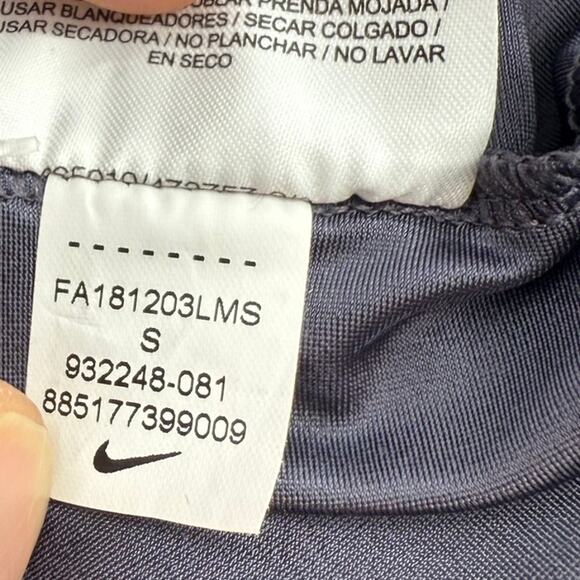 PRENDA MOJADA /
USAR BLANQUEADORES / SECAR COLGADO /
USAR SECADORA / NO PLANCHAR / NO LAVAR
EN SECO
FA181203LMS
S
932248-081
885177399009